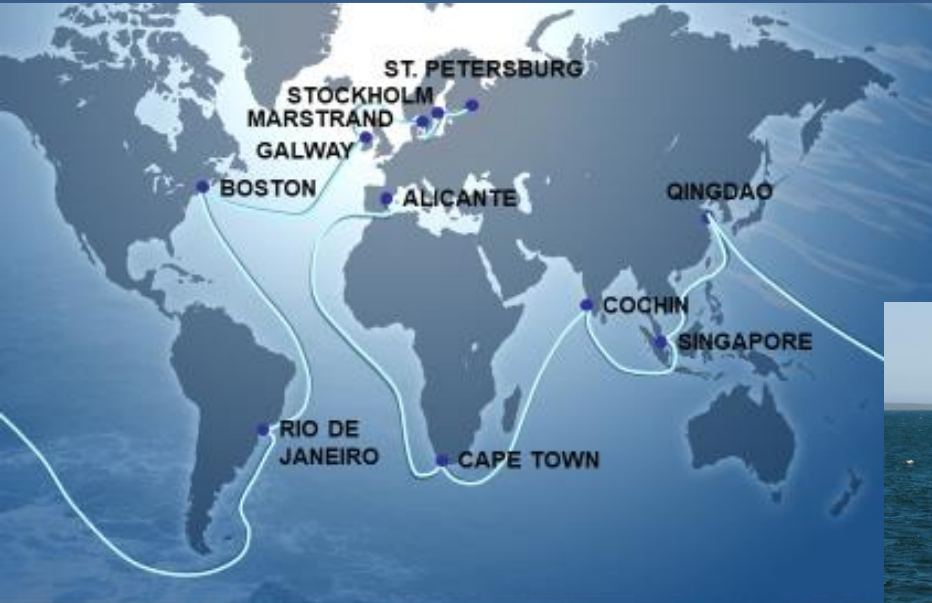 ST. PETERSBURG
STOCKHOLM
MARSTRAND
GALWAY
BOSTON
ALICANTE
QINGDAO
COCHIN
SINGAPORE
RIO DE
JANEIRO
CAPE TOWN